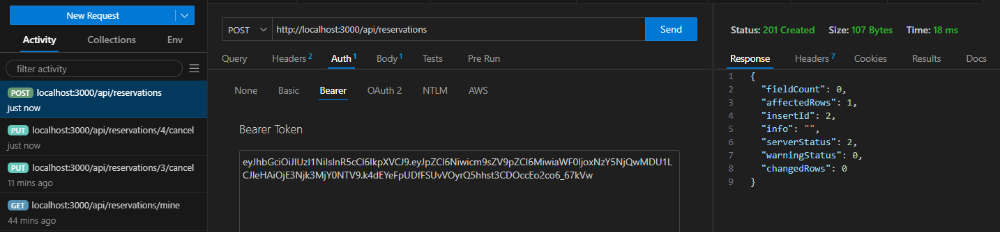 New Request
Activity Collections Env
filter activity
POST localhost:3000/api/reservations
just now
PUT localhost:3000/api/reservations/4/cancel
just now
PUT localhost:3000/api/reservations/3/cancel
11 mins ago
GET localhost:3000/api/reservations/mine
44 mins ago
POST http://localhost:3000/api/reservations Send
Query Headers 2 Auth 1 Body 1 Tests Pre Run
None Basic Bearer OAuth 2 NTLM AWS
Bearer Token
eyJhbGciOiJIUzI1NiIsInR5cCI6IkpXVCJ9.eyJpZCI6Niwicm9sZV9pZCI6MiwiaWF0IjoxNzY5NjQwMDU1L
CJleHAiOjE3Njk3MjY0NTV9.k4dEYeFpUDfFSUvVOyrQ5hhst3CDOccEo2co6_67kVw
Status: 201 Created Size: 107 Bytes Time: 18 ms
Response Headers 7 Cookies Results Docs
1 {
2 "fieldCount": 0,
3 "affectedRows": 1,
4 "insertId": 2,
5 "info": "",
6 "serverStatus": 2,
7 "warningStatus": 0,
8 "changedRows": 0
9 }